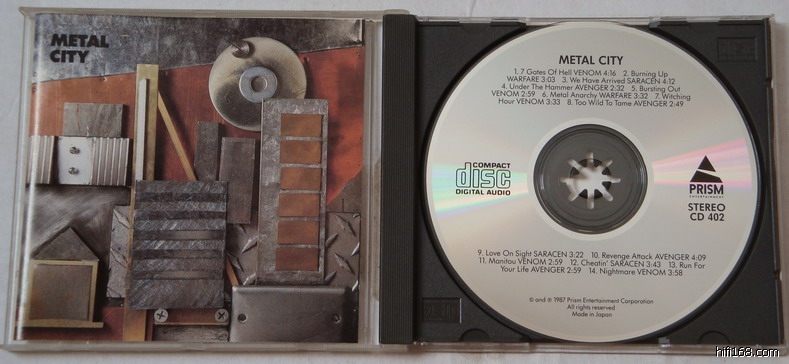 METAL
CITY
METAL CITY
1. 7 Gates Of Hell VENOM 4:16 2. Burning Up
WARFARE 3:03 3. We Have Arrived SARACEN 4:12
4. Under The Hammer AVENGER 2:32 5. Bursting Out
VENOM 2:59 6. Metal Anarchy WARFARE 3:32 7. Witching
Hour VENOM 3:33 8. Too Wild To Tame AVENGER 2:49
COMPACT
disc
DIGITAL AUDIO
PRISM
ENTERTAINMENT
STEREO
CD 402
9. Love On Sight SARACEN 3:22 10. Revenge Attack AVENGER 4:09
11. Manitou VENOM 2:59 12. Cheatin' SARACEN 3:43 13. Run For
Your Life AVENGER 2:59 14. Nightmare VENOM 3:58
© and ℗ 1987 Prism Entertainment Corporation
All rights reserved
Made in Japan
hifi168.com